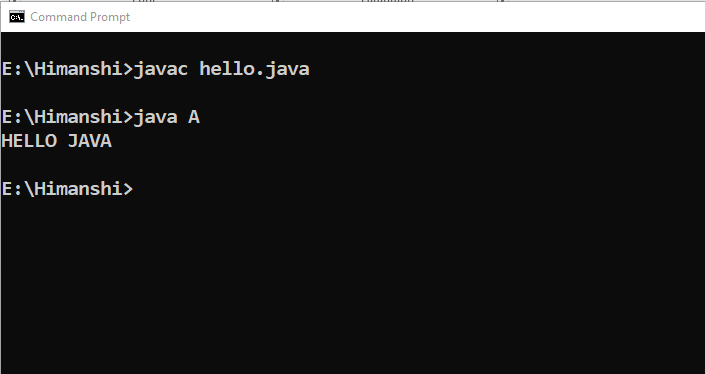 Command Prompt
E:\Himanshi>javac hello.java
E:\Himanshi>java A
HELLO JAVA
E:\Himanshi>